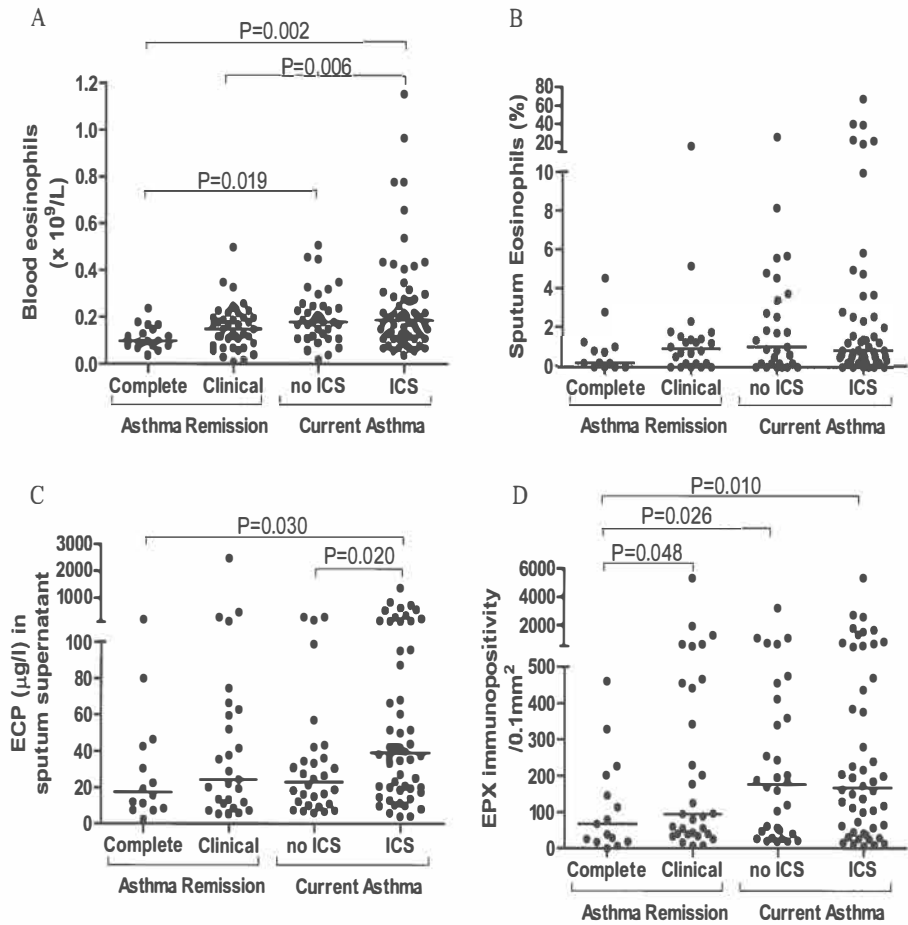 A
P=0.002
P=0.006
P=0.019
Blood eosinophils
(x 10⁹/L)
1.2
1.0
0.8
0.6
0.4
0.2
0.0
Complete Clinical no ICS ICS
Asthma Remission Current Asthma
B
Sputum Eosinophils (%)
80
60
40
20
10
8
6
4
2
0
Complete Clinical no ICS ICS
Asthma Remission Current Asthma
C
P=0.030
P=0.020
ECP (µg/l) in
sputum supernatant
3000
2000
1000
100
80
60
40
20
0
Complete Clinical no ICS ICS
Asthma Remission Current Asthma
D
P=0.010
P=0.026
P=0.048
EPX immunopositivity
/0.1mm²
6000
4000
2000
500
400
300
200
100
0
Complete Clinical no ICS ICS
Asthma Remission Current Asthma